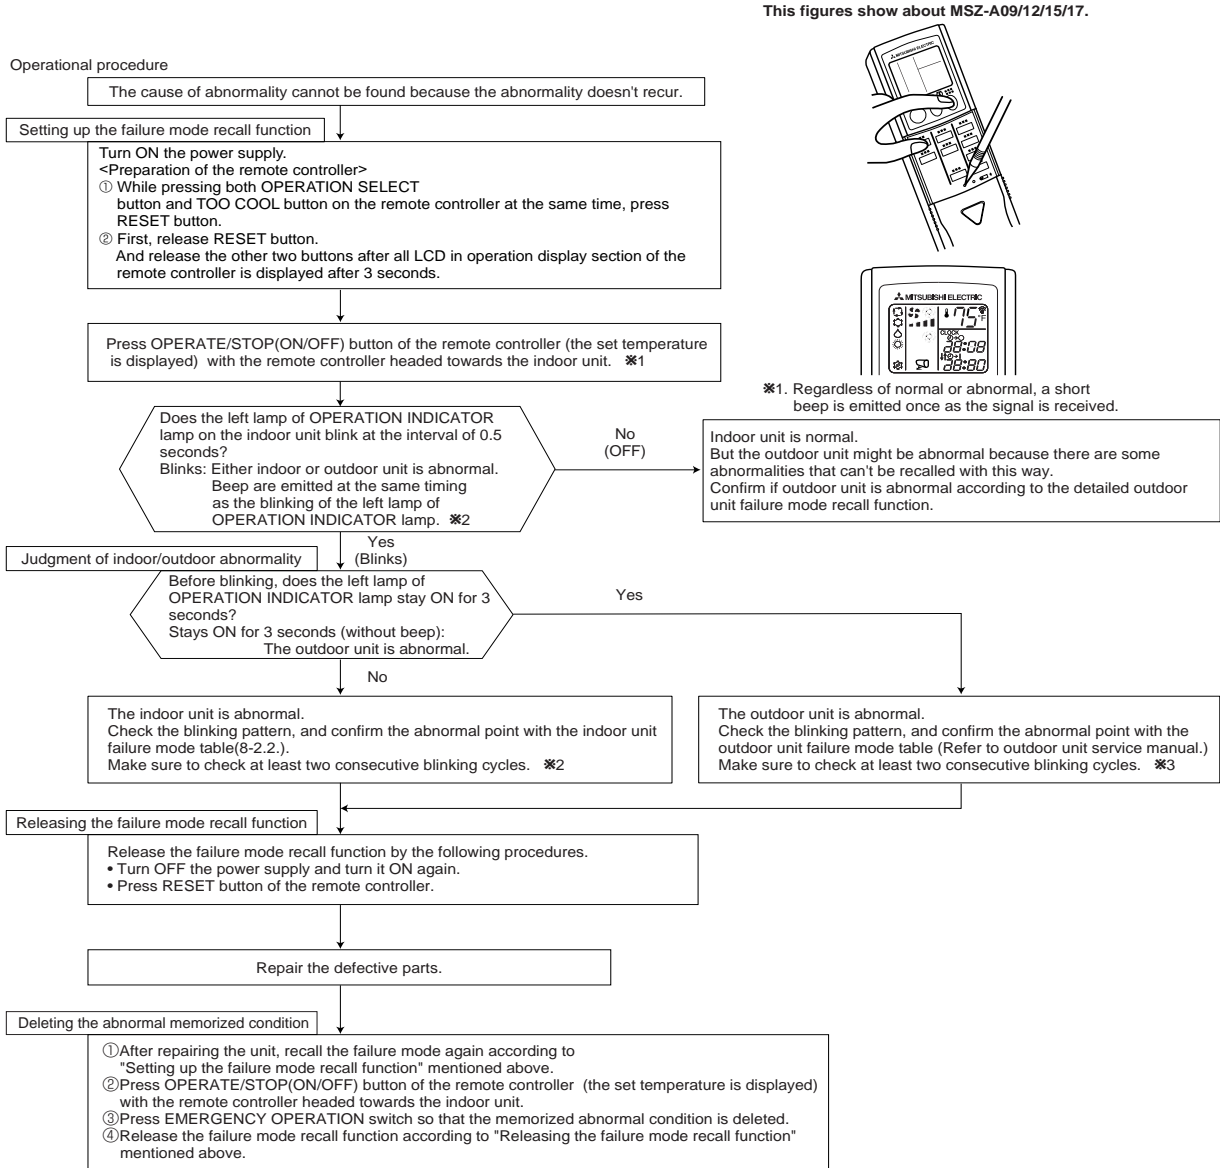 This figures show about MSZ-A09/12/15/17.
MITSUBISHI ELECTRIC
Operational procedure
The cause of abnormality cannot be found because the abnormality doesn't recur.
Setting up the failure mode recall function
Turn ON the power supply.
<Preparation of the remote controller>
① While pressing both OPERATION SELECT
button and TOO COOL button on the remote controller at the same time, press
RESET button.
② First, release RESET button.
And release the other two buttons after all LCD in operation display section of the
remote controller is displayed after 3 seconds.
MITSUBISHI ELECTRIC
75°F
CLOCK
28:08
28:80
Press OPERATE/STOP(ON/OFF) button of the remote controller (the set temperature
is displayed) with the remote controller headed towards the indoor unit. ※1
※1. Regardless of normal or abnormal, a short
beep is emitted once as the signal is received.
Does the left lamp of OPERATION INDICATOR
lamp on the indoor unit blink at the interval of 0.5
seconds?
Blinks: Either indoor or outdoor unit is abnormal.
Beep are emitted at the same timing
as the blinking of the left lamp of
OPERATION INDICATOR lamp. ※2
No
(OFF)
Indoor unit is normal.
But the outdoor unit might be abnormal because there are some
abnormalities that can't be recalled with this way.
Confirm if outdoor unit is abnormal according to the detailed outdoor
unit failure mode recall function.
Yes
(Blinks)
Judgment of indoor/outdoor abnormality
Before blinking, does the left lamp of
OPERATION INDICATOR lamp stay ON for 3
seconds?
Stays ON for 3 seconds (without beep):
The outdoor unit is abnormal.
Yes
No
The indoor unit is abnormal.
Check the blinking pattern, and confirm the abnormal point with the indoor unit
failure mode table(8-2.2.).
Make sure to check at least two consecutive blinking cycles. ※2
The outdoor unit is abnormal.
Check the blinking pattern, and confirm the abnormal point with the
outdoor unit failure mode table (Refer to outdoor unit service manual.)
Make sure to check at least two consecutive blinking cycles. ※3
Releasing the failure mode recall function
Release the failure mode recall function by the following procedures.
• Turn OFF the power supply and turn it ON again.
• Press RESET button of the remote controller.
Repair the defective parts.
Deleting the abnormal memorized condition
①After repairing the unit, recall the failure mode again according to
"Setting up the failure mode recall function" mentioned above.
②Press OPERATE/STOP(ON/OFF) button of the remote controller (the set temperature is displayed)
with the remote controller headed towards the indoor unit.
③Press EMERGENCY OPERATION switch so that the memorized abnormal condition is deleted.
④Release the failure mode recall function according to "Releasing the failure mode recall function"
mentioned above.